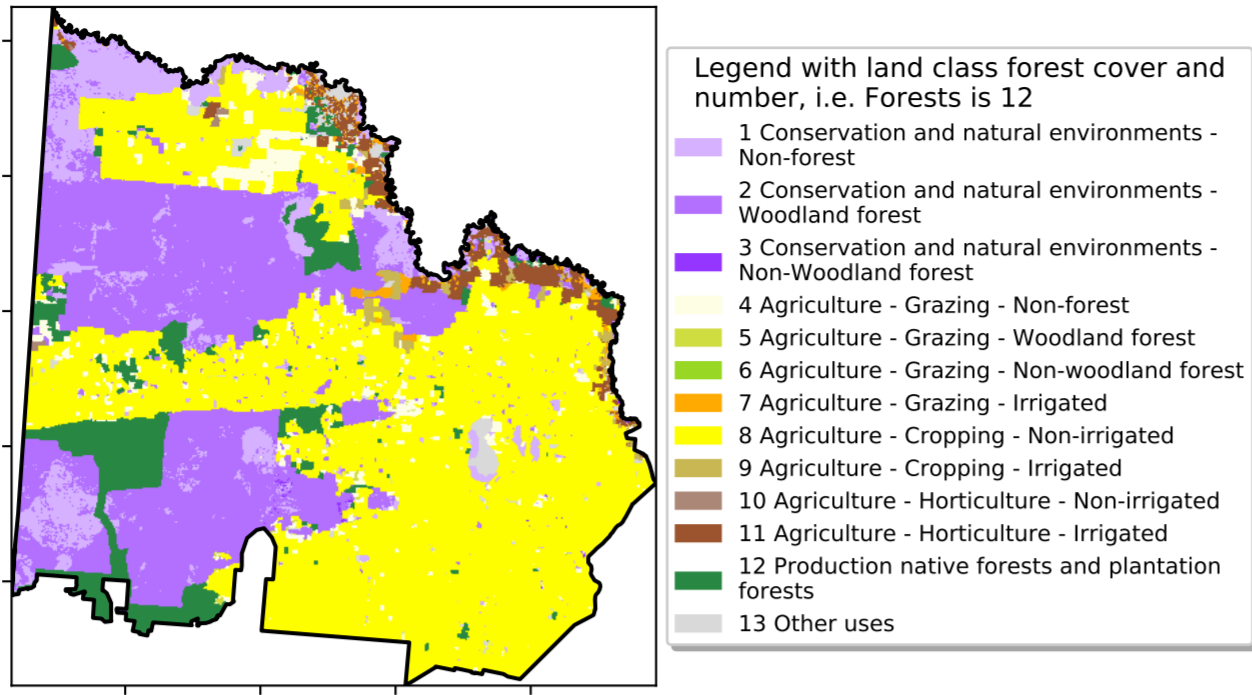 Legend with land class forest cover and
number, i.e. Forests is 12
1 Conservation and natural environments -
Non-forest
2 Conservation and natural environments -
Woodland forest
3 Conservation and natural environments -
Non-Woodland forest
4 Agriculture - Grazing - Non-forest
5 Agriculture - Grazing - Woodland forest
6 Agriculture - Grazing - Non-woodland forest
7 Agriculture - Grazing - Irrigated
8 Agriculture - Cropping - Non-irrigated
9 Agriculture - Cropping - Irrigated
10 Agriculture - Horticulture - Non-irrigated
11 Agriculture - Horticulture - Irrigated
12 Production native forests and plantation
forests
13 Other uses